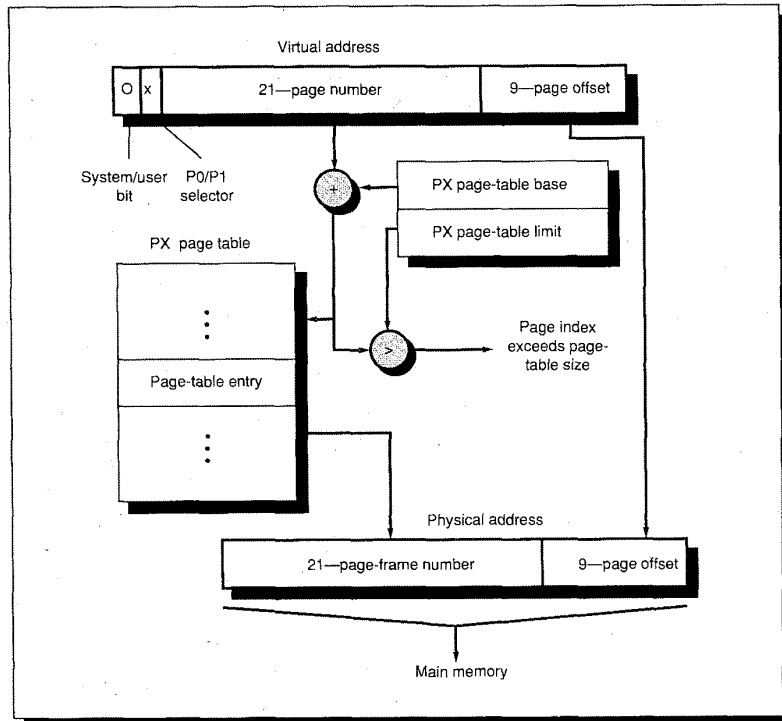 Virtual address
O x 21—page number 9—page offset
System/user
bit
P0/P1
selector
+
PX page-table base
PX page-table limit
PX page table
>
Page index
exceeds page-
table size
Page-table entry
Physical address
21—page-frame number 9—page offset
Main memory